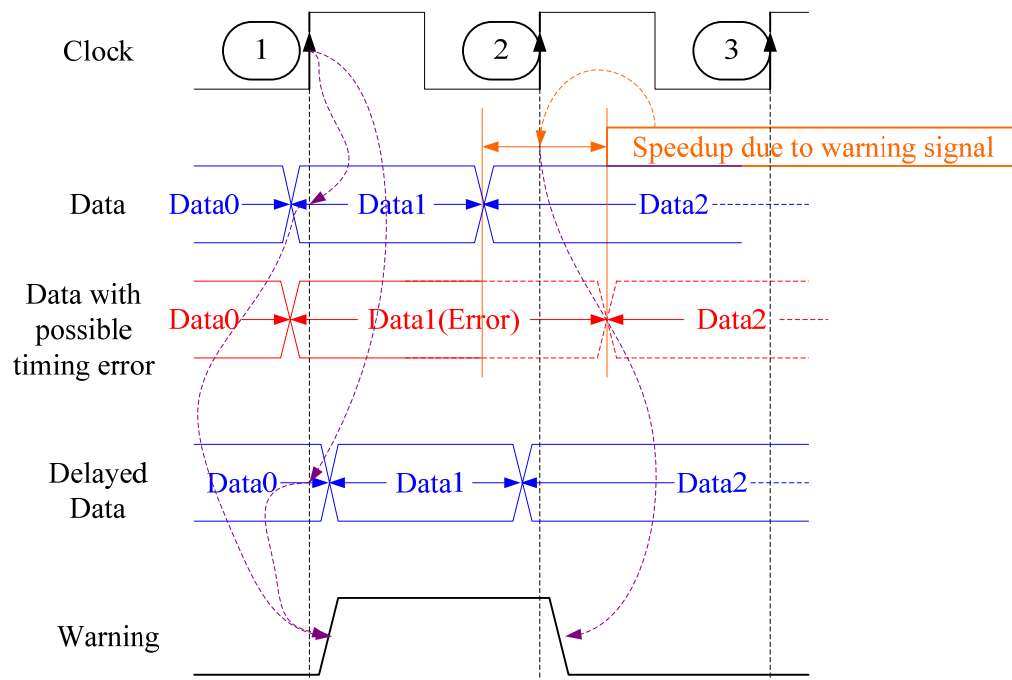 Clock
1
2
3
Speedup due to warning signal
Data
Data0
Data1
Data2
Data with
possible
timing error
Data0
Data1(Error)
Data2
Delayed
Data
Data0
Data1
Data2
Warning